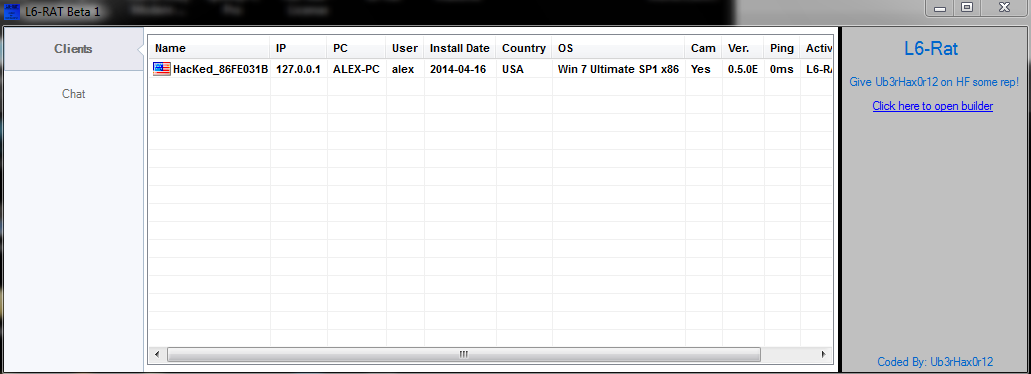 L6-RAT Beta 1
Clients
Chat
Name IP PC User Install Date Country OS Cam Ver. Ping Activ
HacKed_86FE031B 127.0.0.1 ALEX-PC alex 2014-04-16 USA Win 7 Ultimate SP1 x86 Yes 0.5.0E 0ms L6-RA
L6-Rat
Give Ub3rHax0r12 on HF some rep!
Click here to open builder
Coded By: Ub3rHax0r12